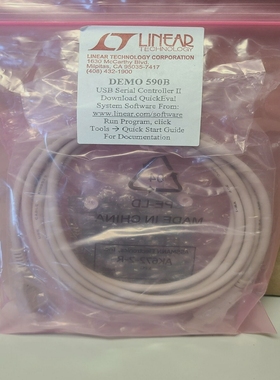 LINEAR
TECHNOLOGY
LINEAR TECHNOLOGY CORPORATION
1630 McCarthy Blvd.
Milpitas, CA 95035-7417
(408) 432-1900
DEMO 590B
USB Serial Controller II
Download QuickEval
System Software From:
www.linear.com/software
Run Program, click
Tools → Quick Start Guide
For Documentation
PE-LD
MADE IN CHINA